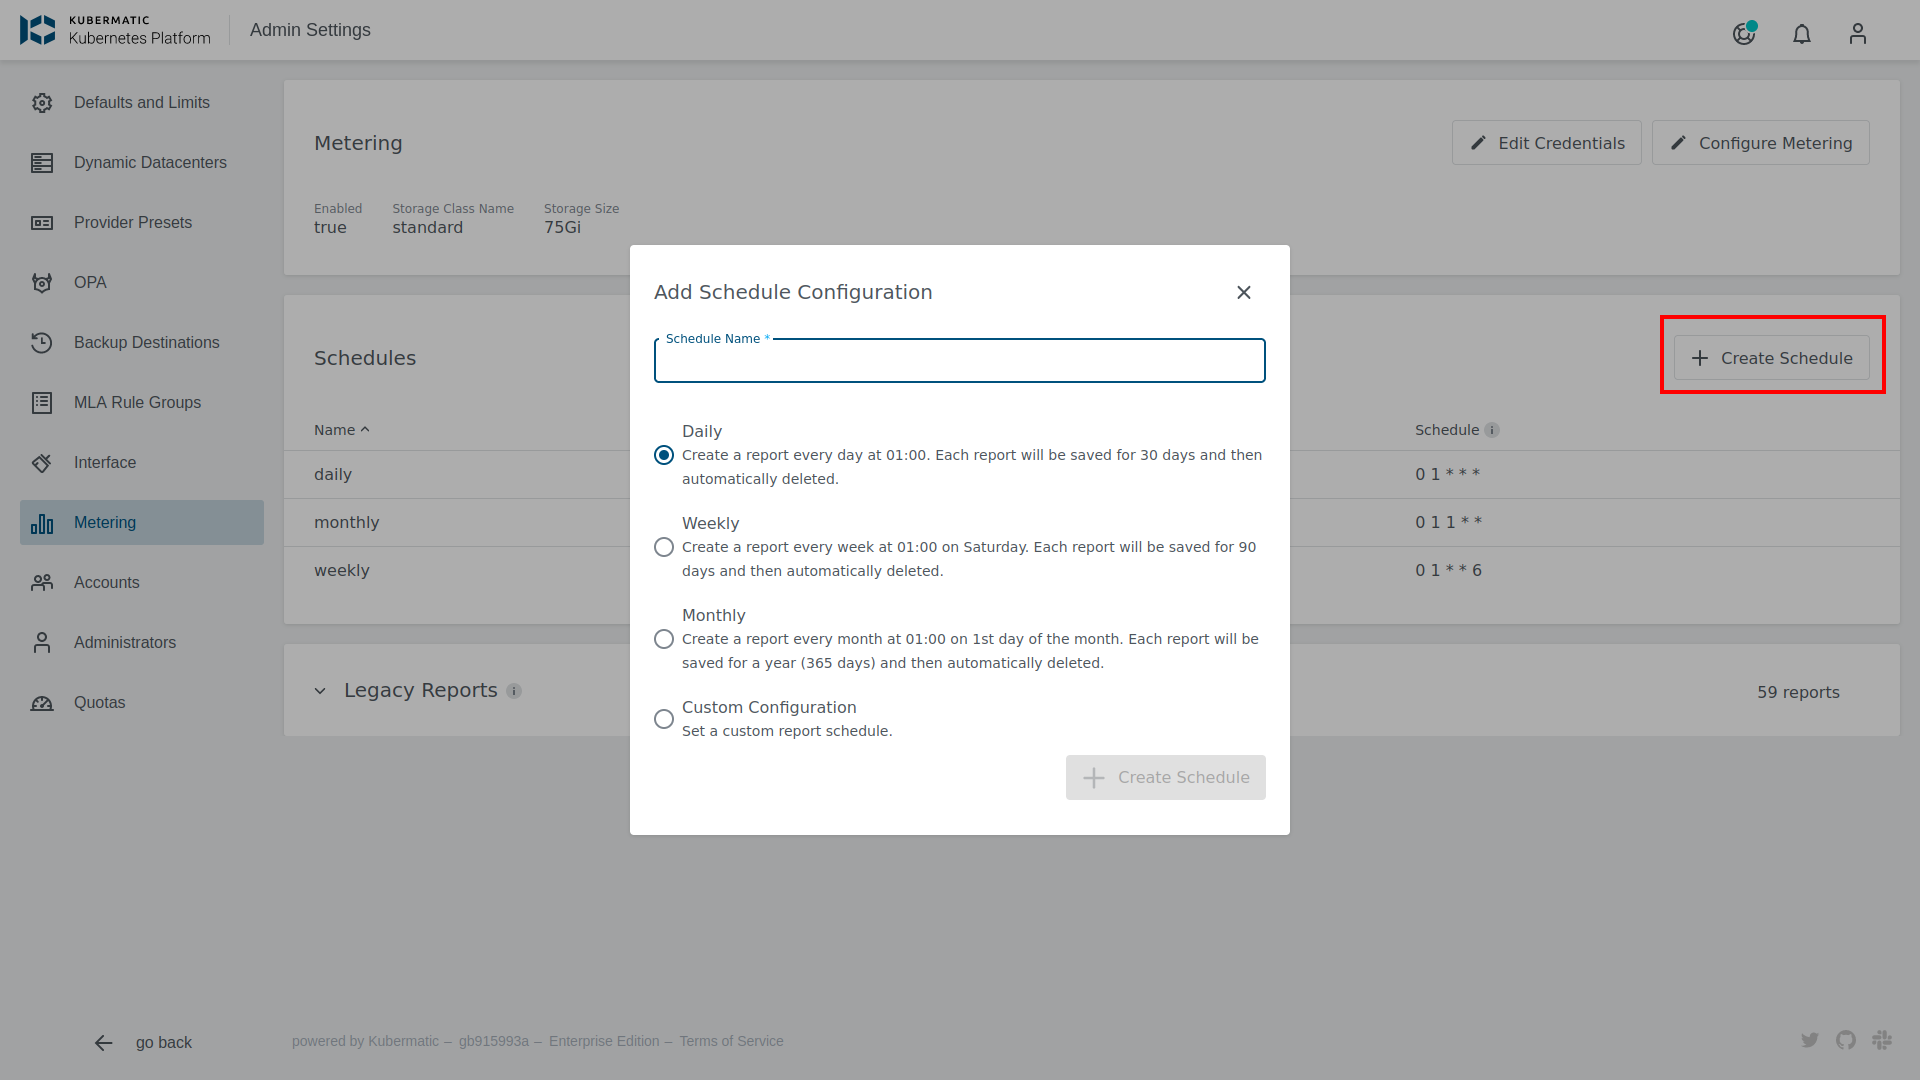 KUBERMATIC
Kubernetes Platform
Admin Settings
Defaults and Limits
Dynamic Datacenters
Provider Presets
OPA
Backup Destinations
MLA Rule Groups
Interface
Metering
Accounts
Administrators
Quotas
go back
Metering
Edit Credentials
Configure Metering
Enabled
true
Storage Class Name
standard
Storage Size
75Gi
Schedules
Create Schedule
Name
Schedule
daily
0 1 * * *
monthly
0 1 1 * *
weekly
0 1 * * 6
Legacy Reports
59 reports
Add Schedule Configuration
Schedule Name *
Daily
Create a report every day at 01:00. Each report will be saved for 30 days and then
automatically deleted.
Weekly
Create a report every week at 01:00 on Saturday. Each report will be saved for 90
days and then automatically deleted.
Monthly
Create a report every month at 01:00 on 1st day of the month. Each report will be
saved for a year (365 days) and then automatically deleted.
Custom Configuration
Set a custom report schedule.
Create Schedule
powered by Kubermatic – gb915993a – Enterprise Edition – Terms of Service